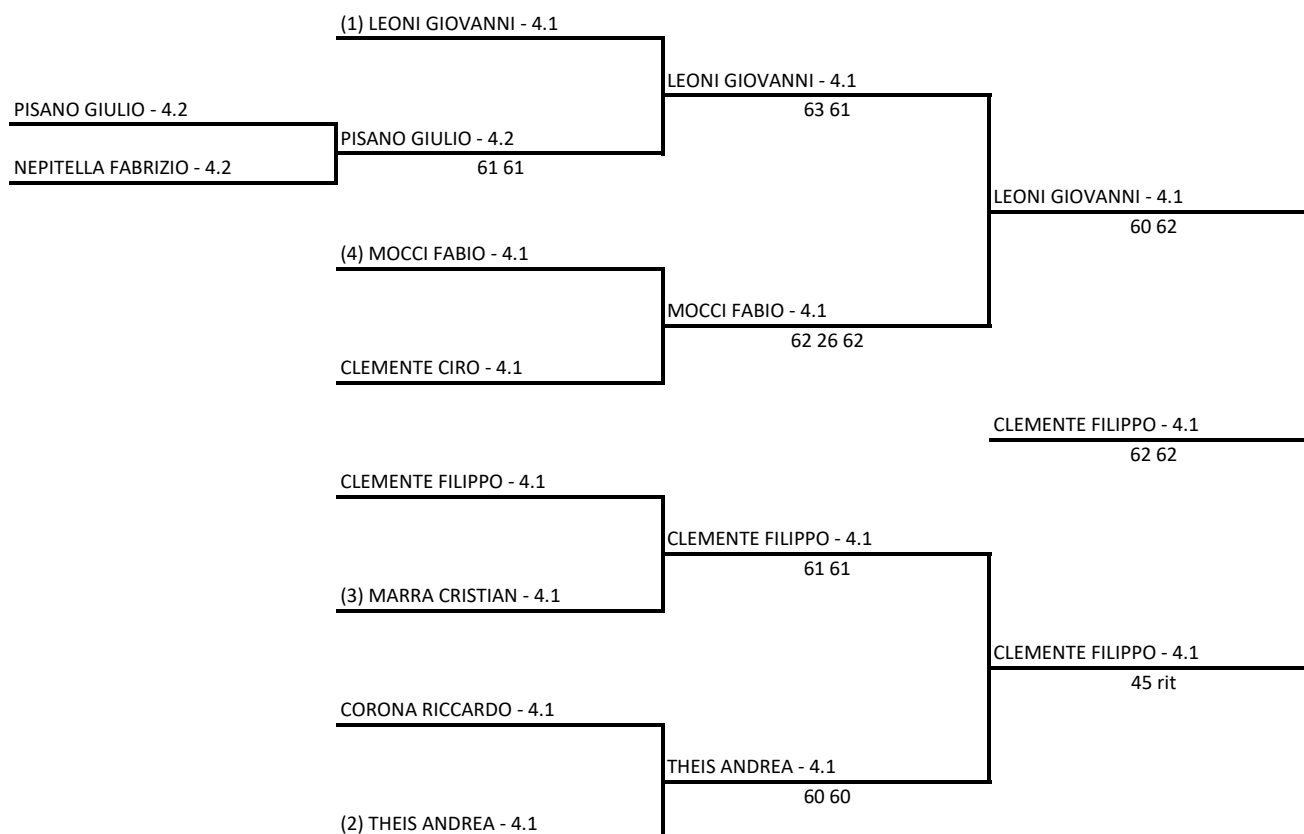 (1) LEONI GIOVANNI - 4.1
LEONI GIOVANNI - 4.1
PISANO GIULIO - 4.2
63 61
PISANO GIULIO - 4.2
NEPITELLA FABRIZIO - 4.2
61 61
LEONI GIOVANNI - 4.1
60 62
(4) MOCCI FABIO - 4.1
MOCCI FABIO - 4.1
62 26 62
CLEMENTE CIRO - 4.1
CLEMENTE FILIPPO - 4.1
62 62
CLEMENTE FILIPPO - 4.1
CLEMENTE FILIPPO - 4.1
61 61
(3) MARRA CRISTIAN - 4.1
CLEMENTE FILIPPO - 4.1
45 rit
CORONA RICCARDO - 4.1
THEIS ANDREA - 4.1
60 60
(2) THEIS ANDREA - 4.1